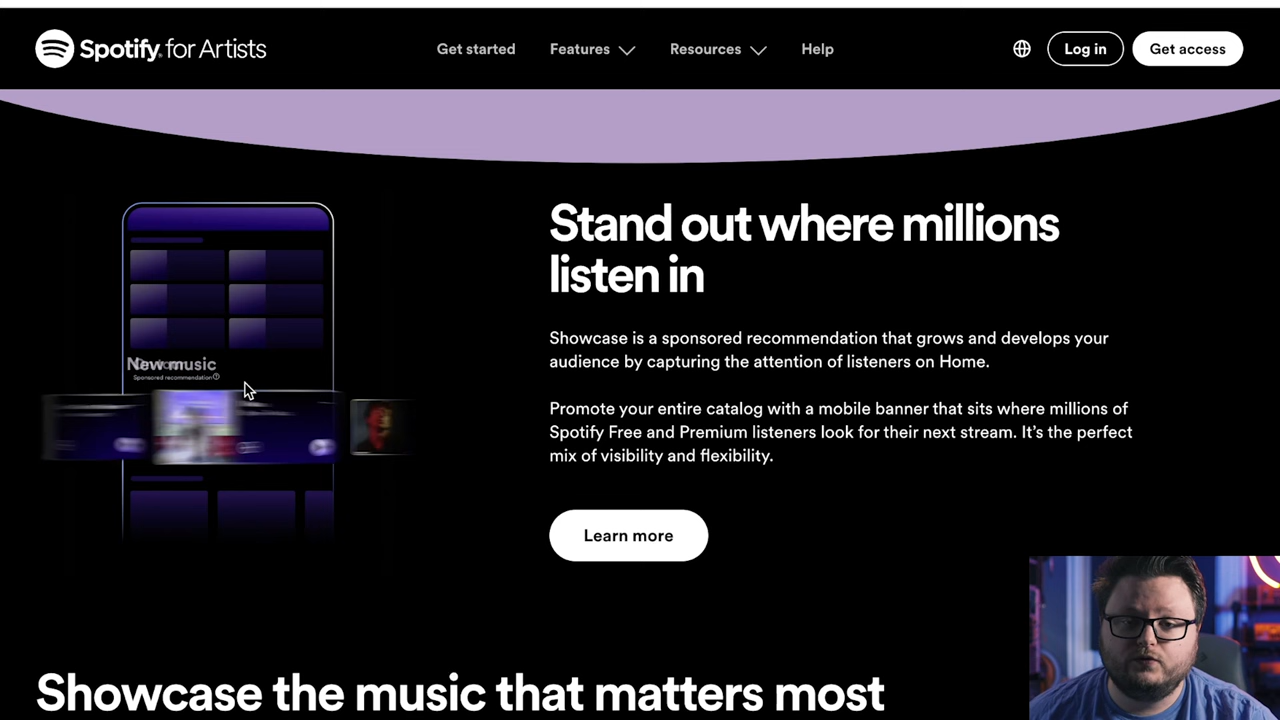 Spotify for Artists
Get started
Features
Resources
Help
Log in
Get access
Stand out where millions
listen in
Showcase is a sponsored recommendation that grows and develops your
audience by capturing the attention of listeners on Home.
Promote your entire catalog with a mobile banner that sits where millions of
Spotify Free and Premium listeners look for their next stream. It’s the perfect
mix of visibility and flexibility.
Learn more
New music
Sponsored recommendation
Showcase the music that matters most